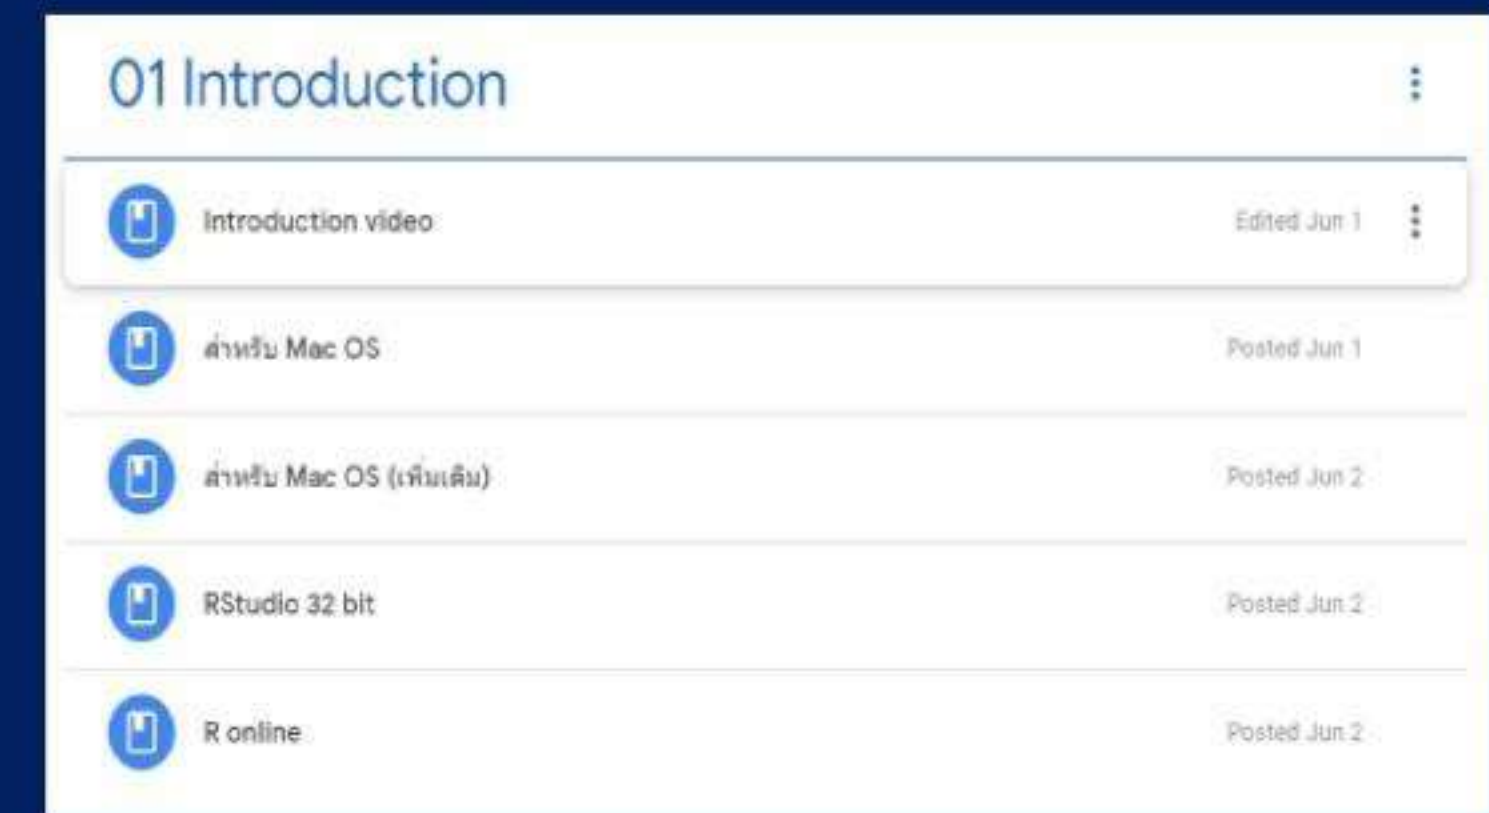 01 Introduction
Introduction video Edited Jun 1
สำหรับ Mac OS Posted Jun 1
สำหรับ Mac OS (เพิ่มเติม) Posted Jun 2
RStudio 32 bit Posted Jun 2
R online Posted Jun 2